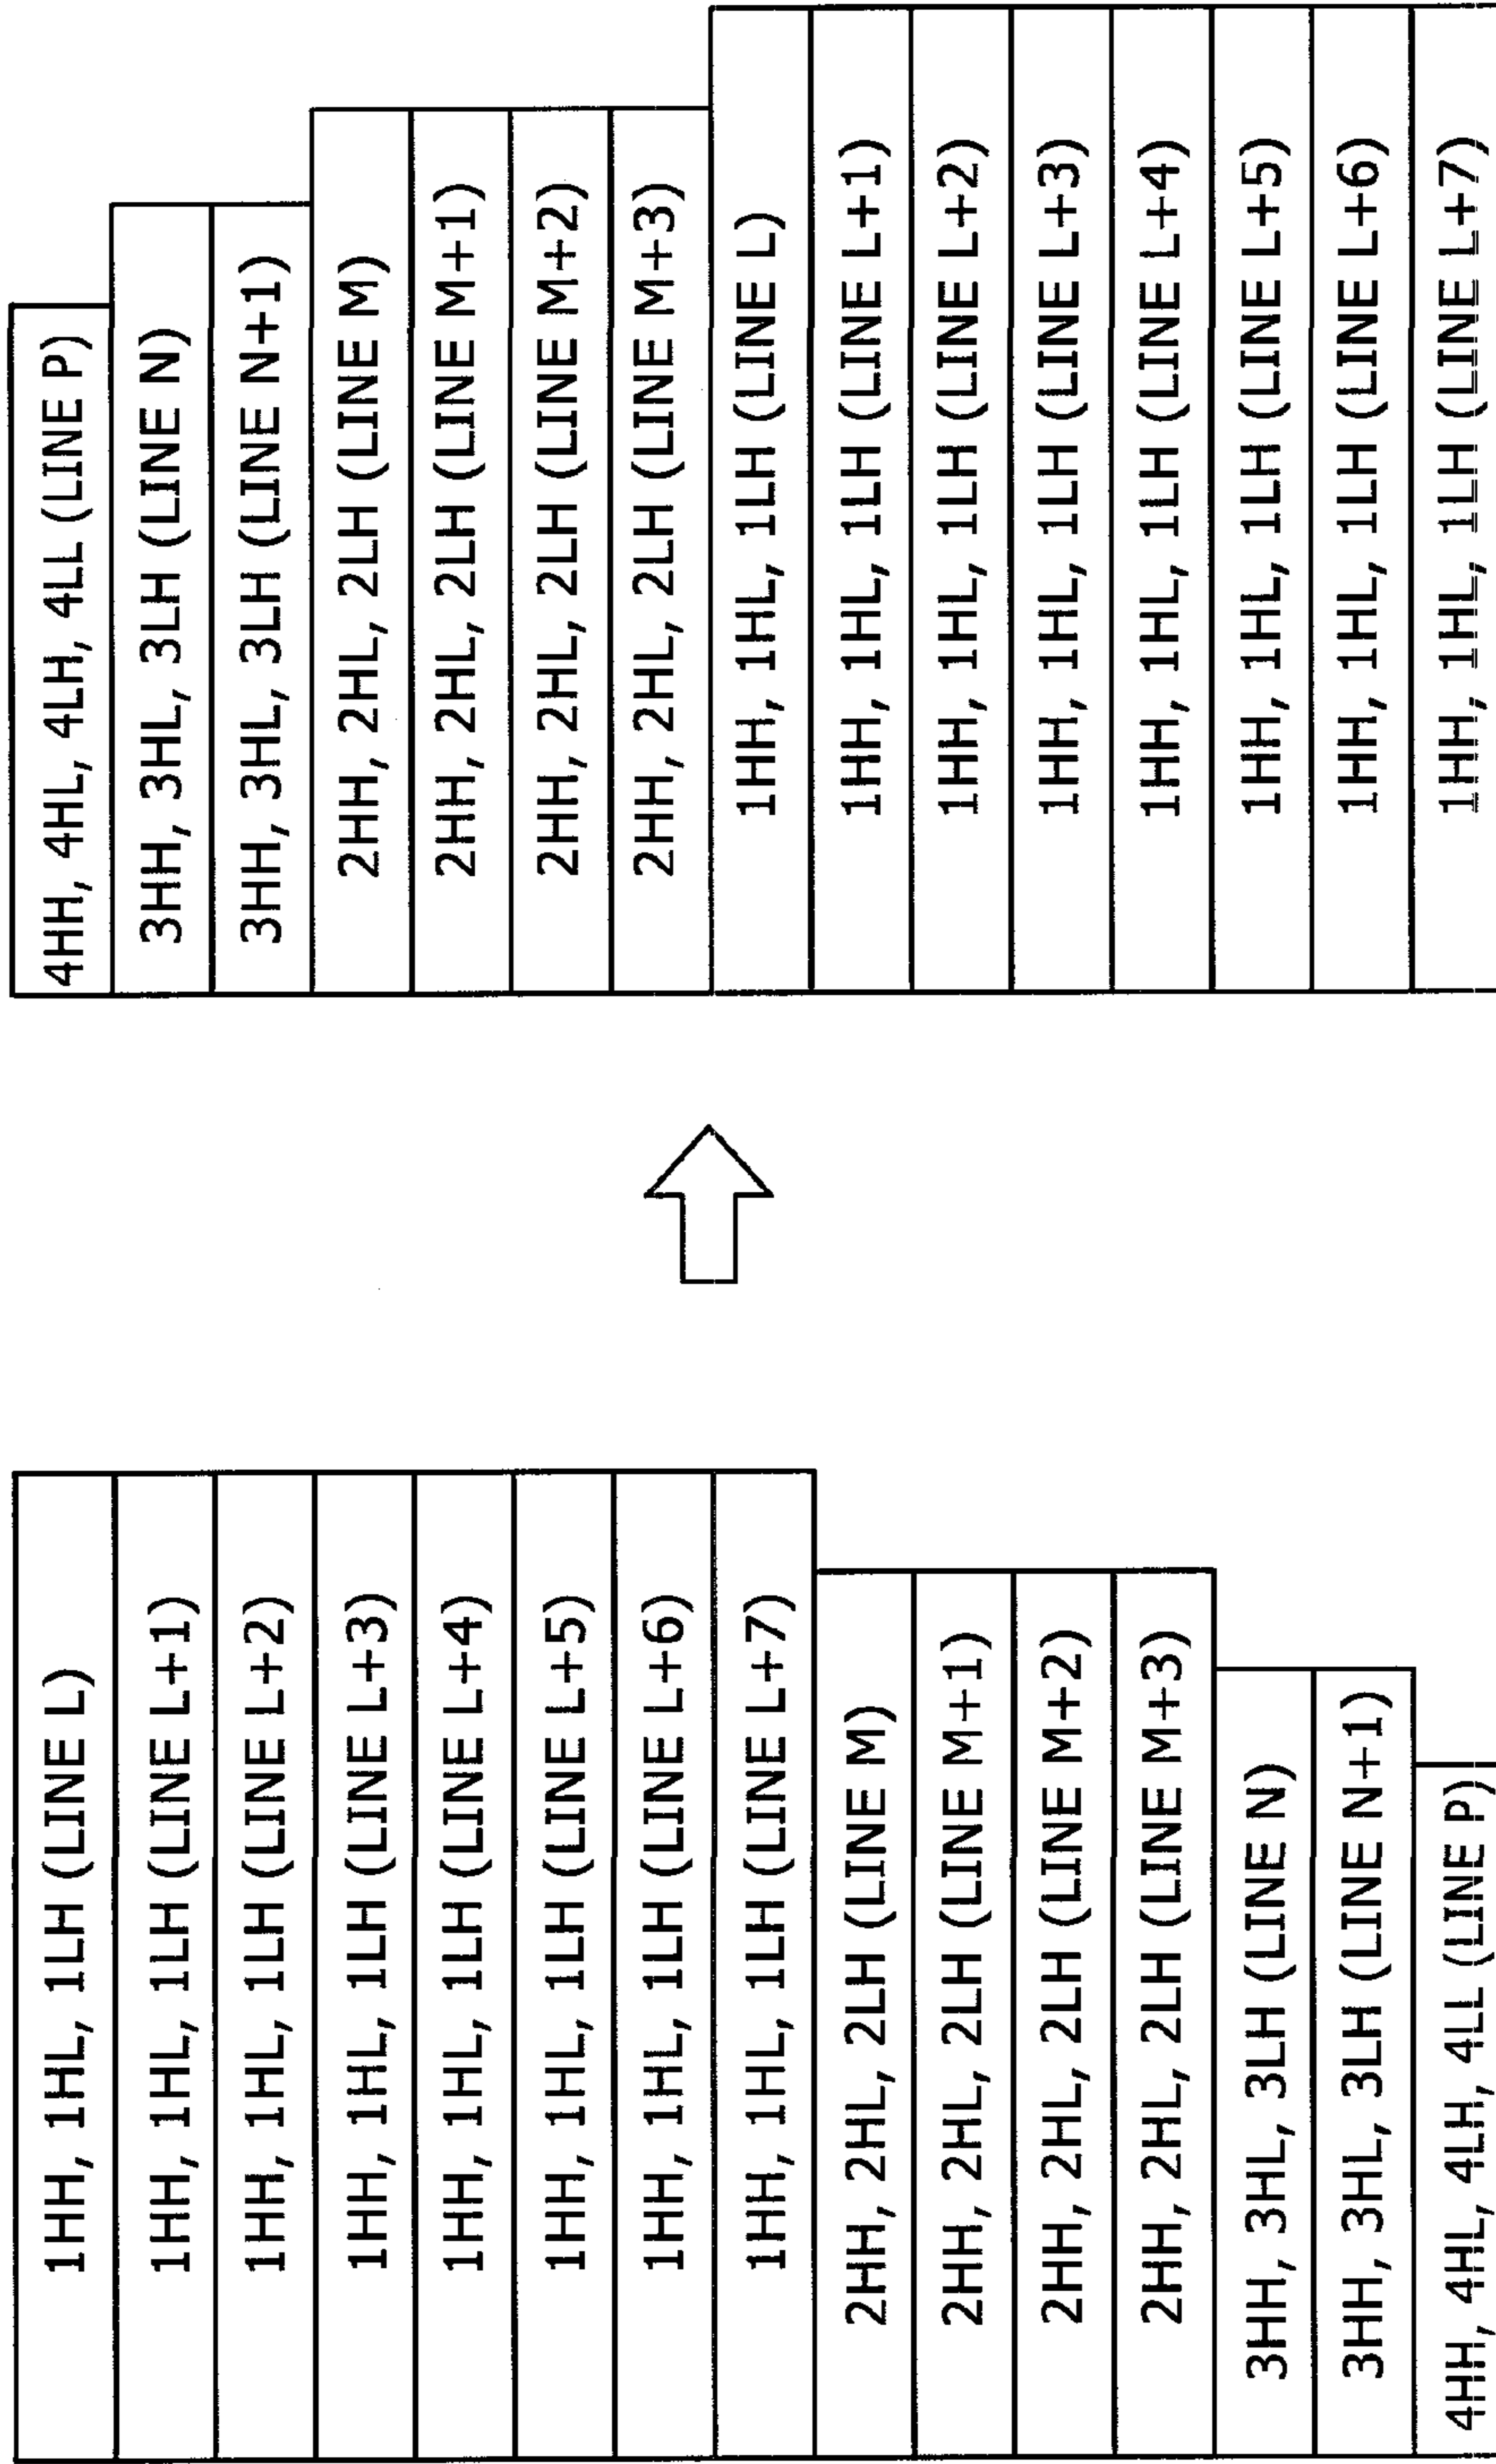 1HH, 1HL, 1LH (LINE L)
1HH, 1HL, 1LH (LINE L+1)
1HH, 1HL, 1LH (LINE L+2)
1HH, 1HL, 1LH (LINE L+3)
1HH, 1HL, 1LH (LINE L+4)
1HH, 1HL, 1LH (LINE L+5)
1HH, 1HL, 1LH (LINE L+6)
1HH, 1HL, 1LH (LINE L+7)
2HH, 2HL, 2LH (LINE M)
2HH, 2HL, 2LH (LINE M+1)
2HH, 2HL, 2LH (LINE M+2)
2HH, 2HL, 2LH (LINE M+3)
3HH, 3HL, 3LH (LINE N)
3HH, 3HL, 3LH (LINE N+1)
4HH, 4HL, 4LH, 4LL (LINE P)
4HH, 4HL, 4LH, 4LL (LINE P)
3HH, 3HL, 3LH (LINE N)
3HH, 3HL, 3LH (LINE N+1)
2HH, 2HL, 2LH (LINE M)
2HH, 2HL, 2LH (LINE M+1)
2HH, 2HL, 2LH (LINE M+2)
2HH, 2HL, 2LH (LINE M+3)
1HH, 1HL, 1LH (LINE L)
1HH, 1HL, 1LH (LINE L+1)
1HH, 1HL, 1LH (LINE L+2)
1HH, 1HL, 1LH (LINE L+3)
1HH, 1HL, 1LH (LINE L+4)
1HH, 1HL, 1LH (LINE L+5)
1HH, 1HL, 1LH (LINE L+6)
1HH, 1HL, 1LH (LINE L+7)